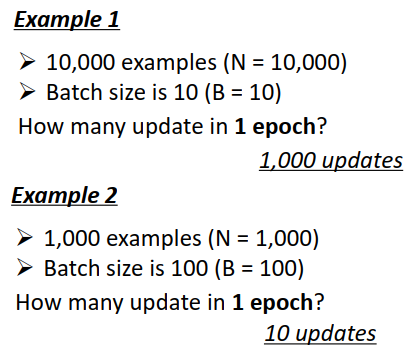 Example 1
➢ 10,000 examples (N = 10,000)
➢ Batch size is 10 (B = 10)
How many update in 1 epoch?
1,000 updates
Example 2
➢ 1,000 examples (N = 1,000)
➢ Batch size is 100 (B = 100)
How many update in 1 epoch?
10 updates